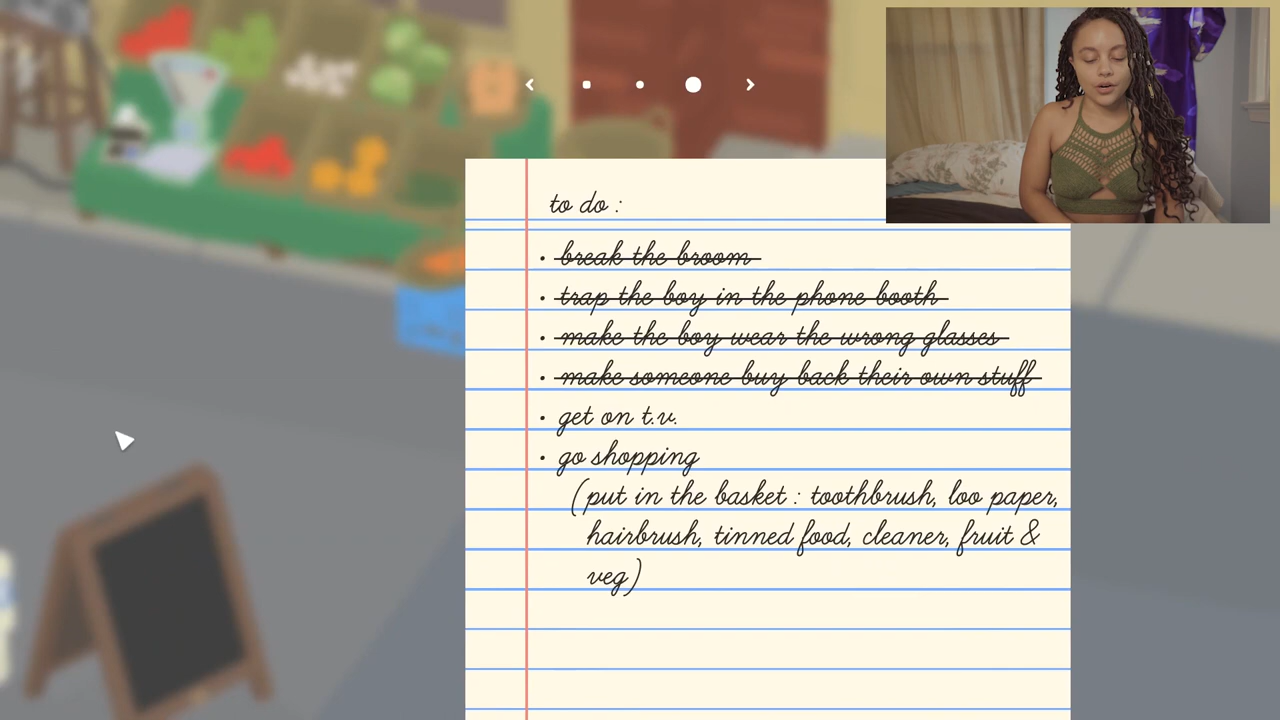 to do :
• break the broom
• trap the boy in the phone booth
• make the boy wear the wrong glasses
• make someone buy back their own stuff
• get on t.v.
• go shopping
(put in the basket : toothbrush, loo paper,
hairbrush, tinned food, cleaner, fruit &
veg)